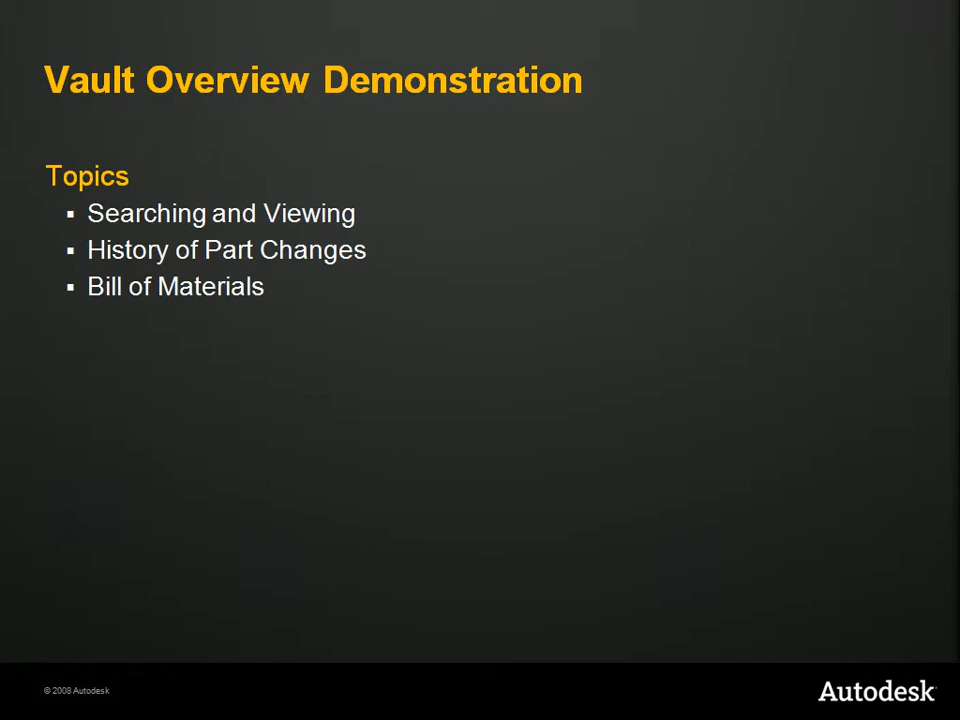 Vault Overview Demonstration
Topics
▪ Searching and Viewing
▪ History of Part Changes
▪ Bill of Materials
© 2008 Autodesk
Autodesk